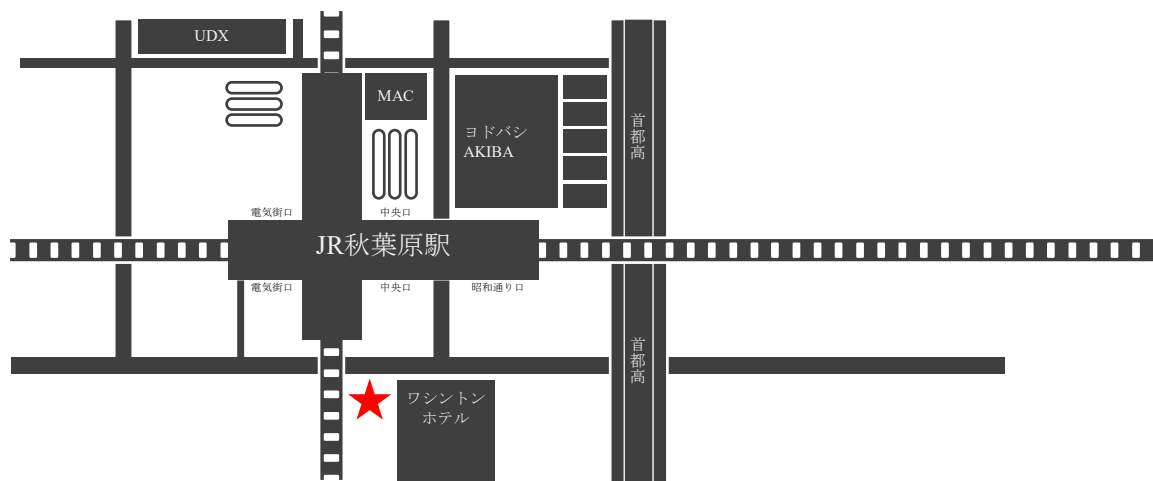 UDX
MAC
ヨドバシ
AKIBA
首都高
電気街口
中央口
JR秋葉原駅
電気街口
中央口
昭和通り口
首都高
ワシントン
ホテル